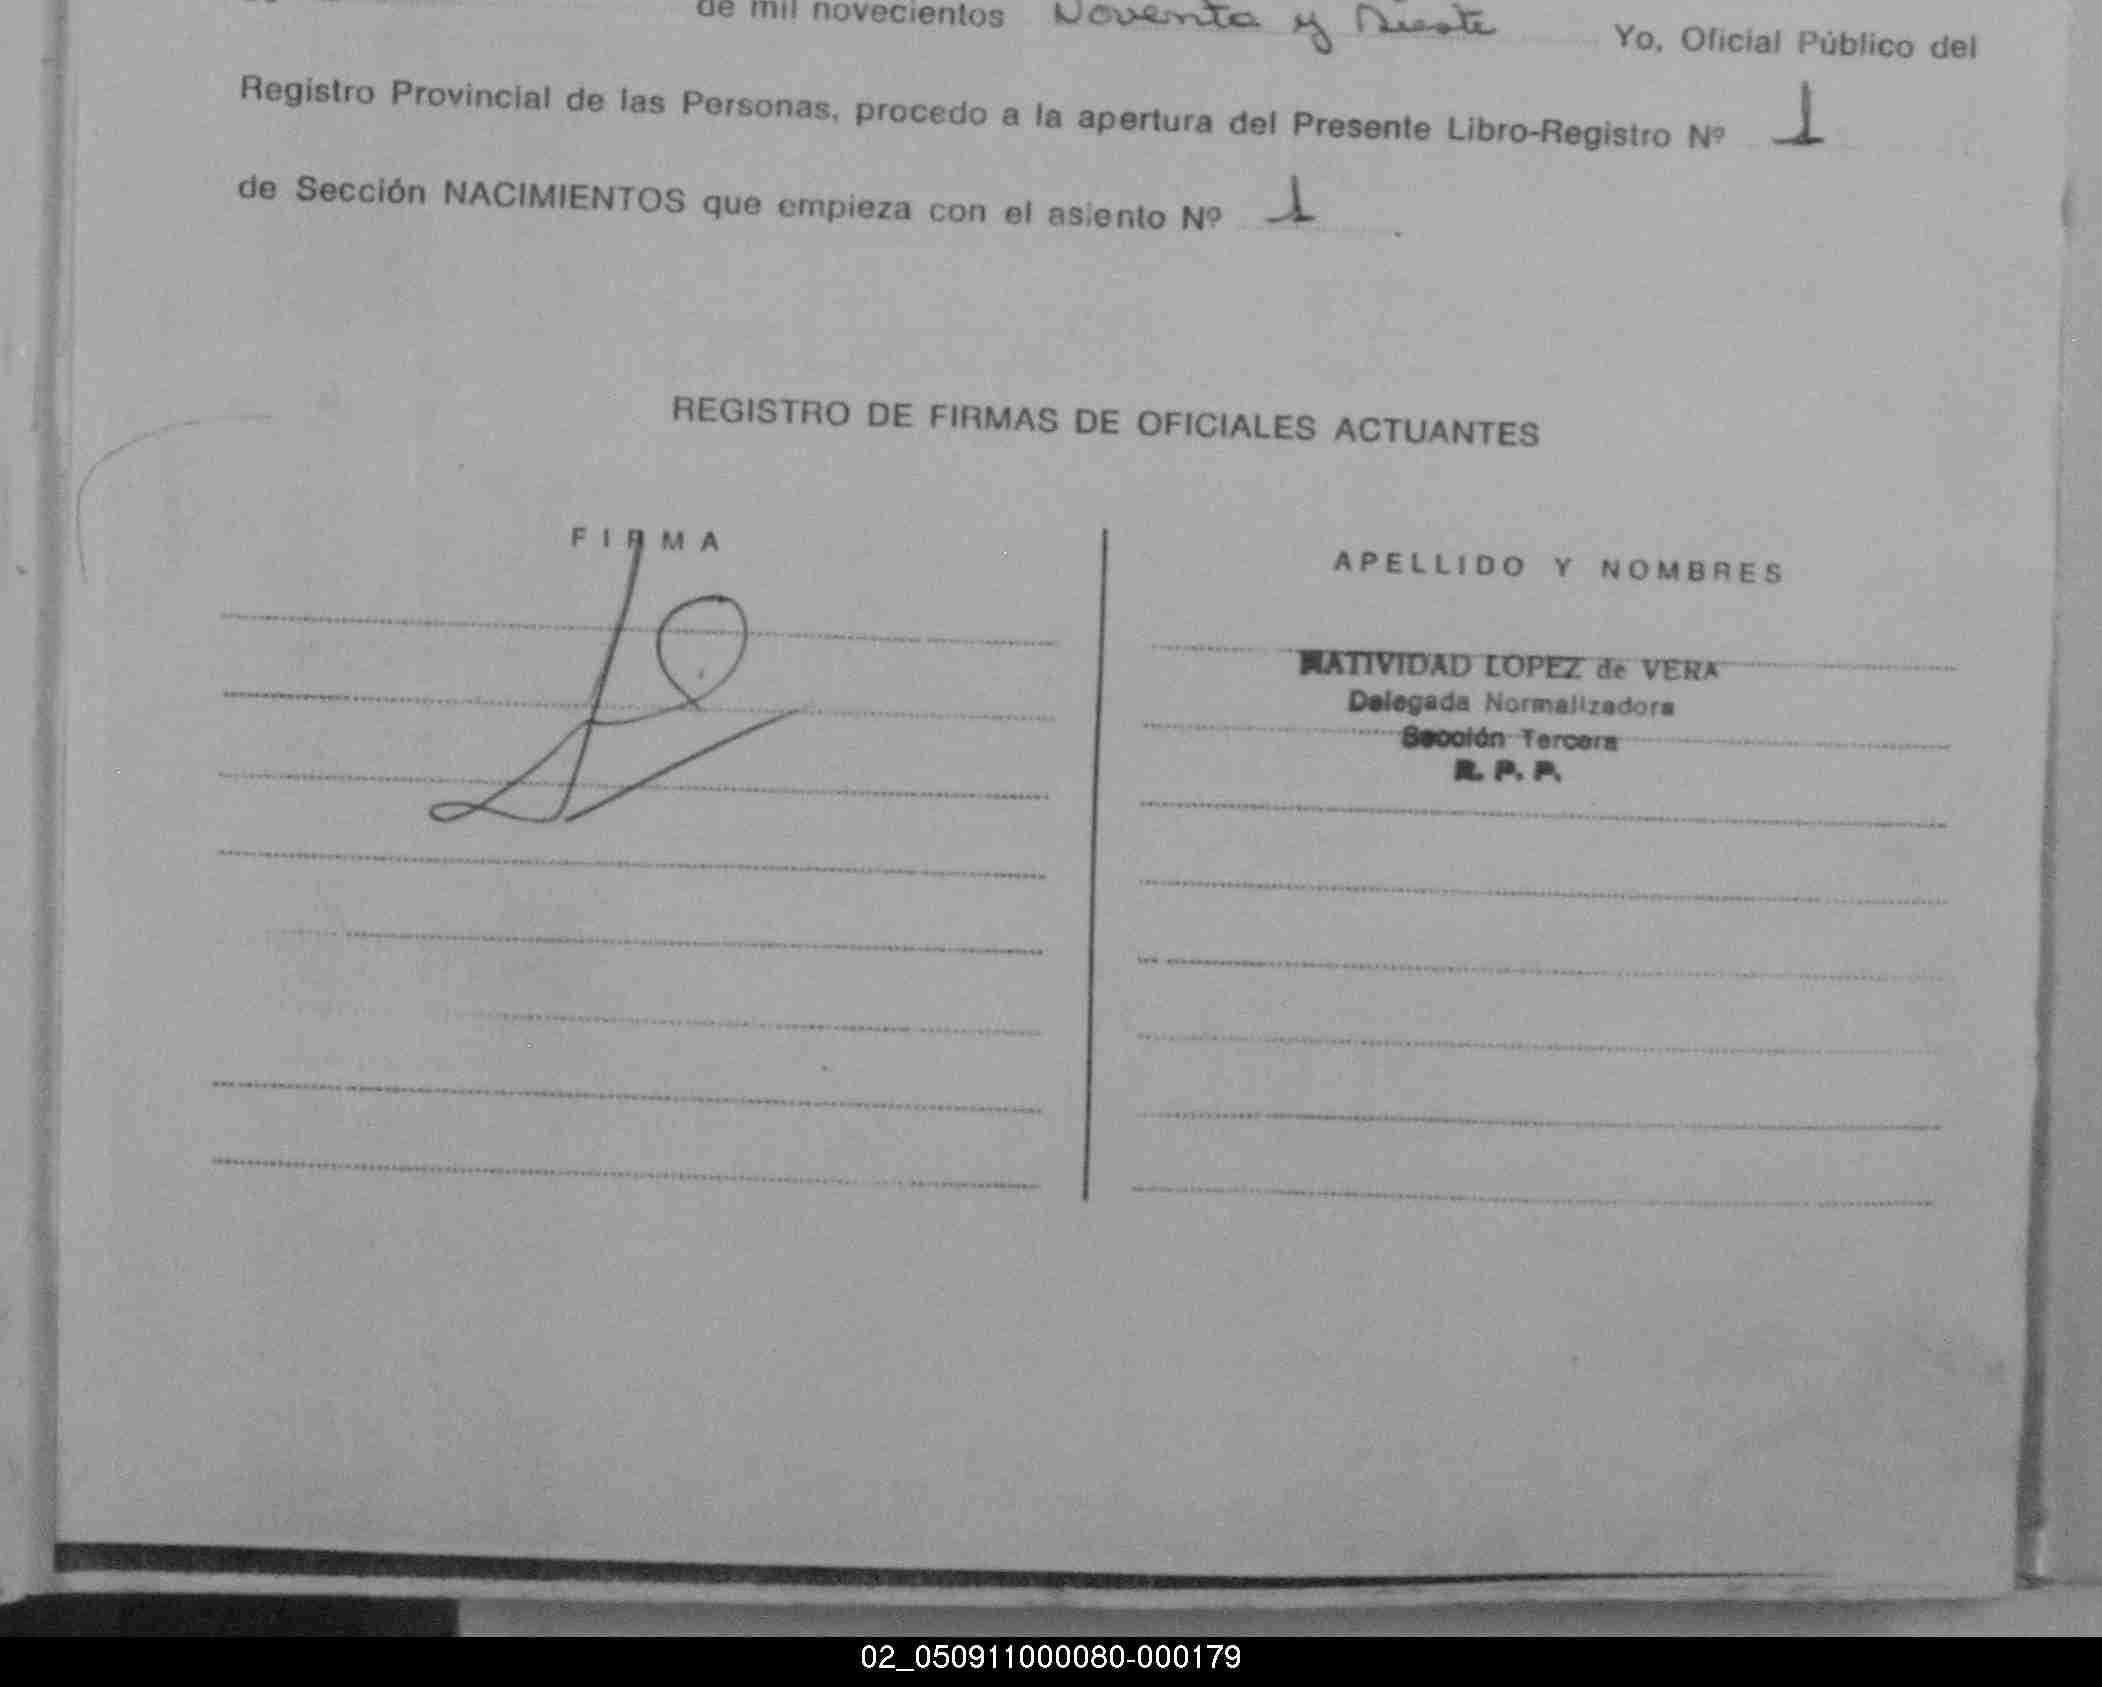 de mil novecientos Noventa y Siete Yo, Oficial Público del
Registro Provincial de las Personas, procedo a la apertura del Presente Libro-Registro Nº 1
de Sección NACIMIENTOS que empieza con el asiento Nº 1.
REGISTRO DE FIRMAS DE OFICIALES ACTUANTES
FIRMA
APELLIDO Y NOMBRES
NATIVIDAD LOPEZ de VERA
Delegada Normalizadora
Sección Tercera
R. P. P.
02_050911000080-000179